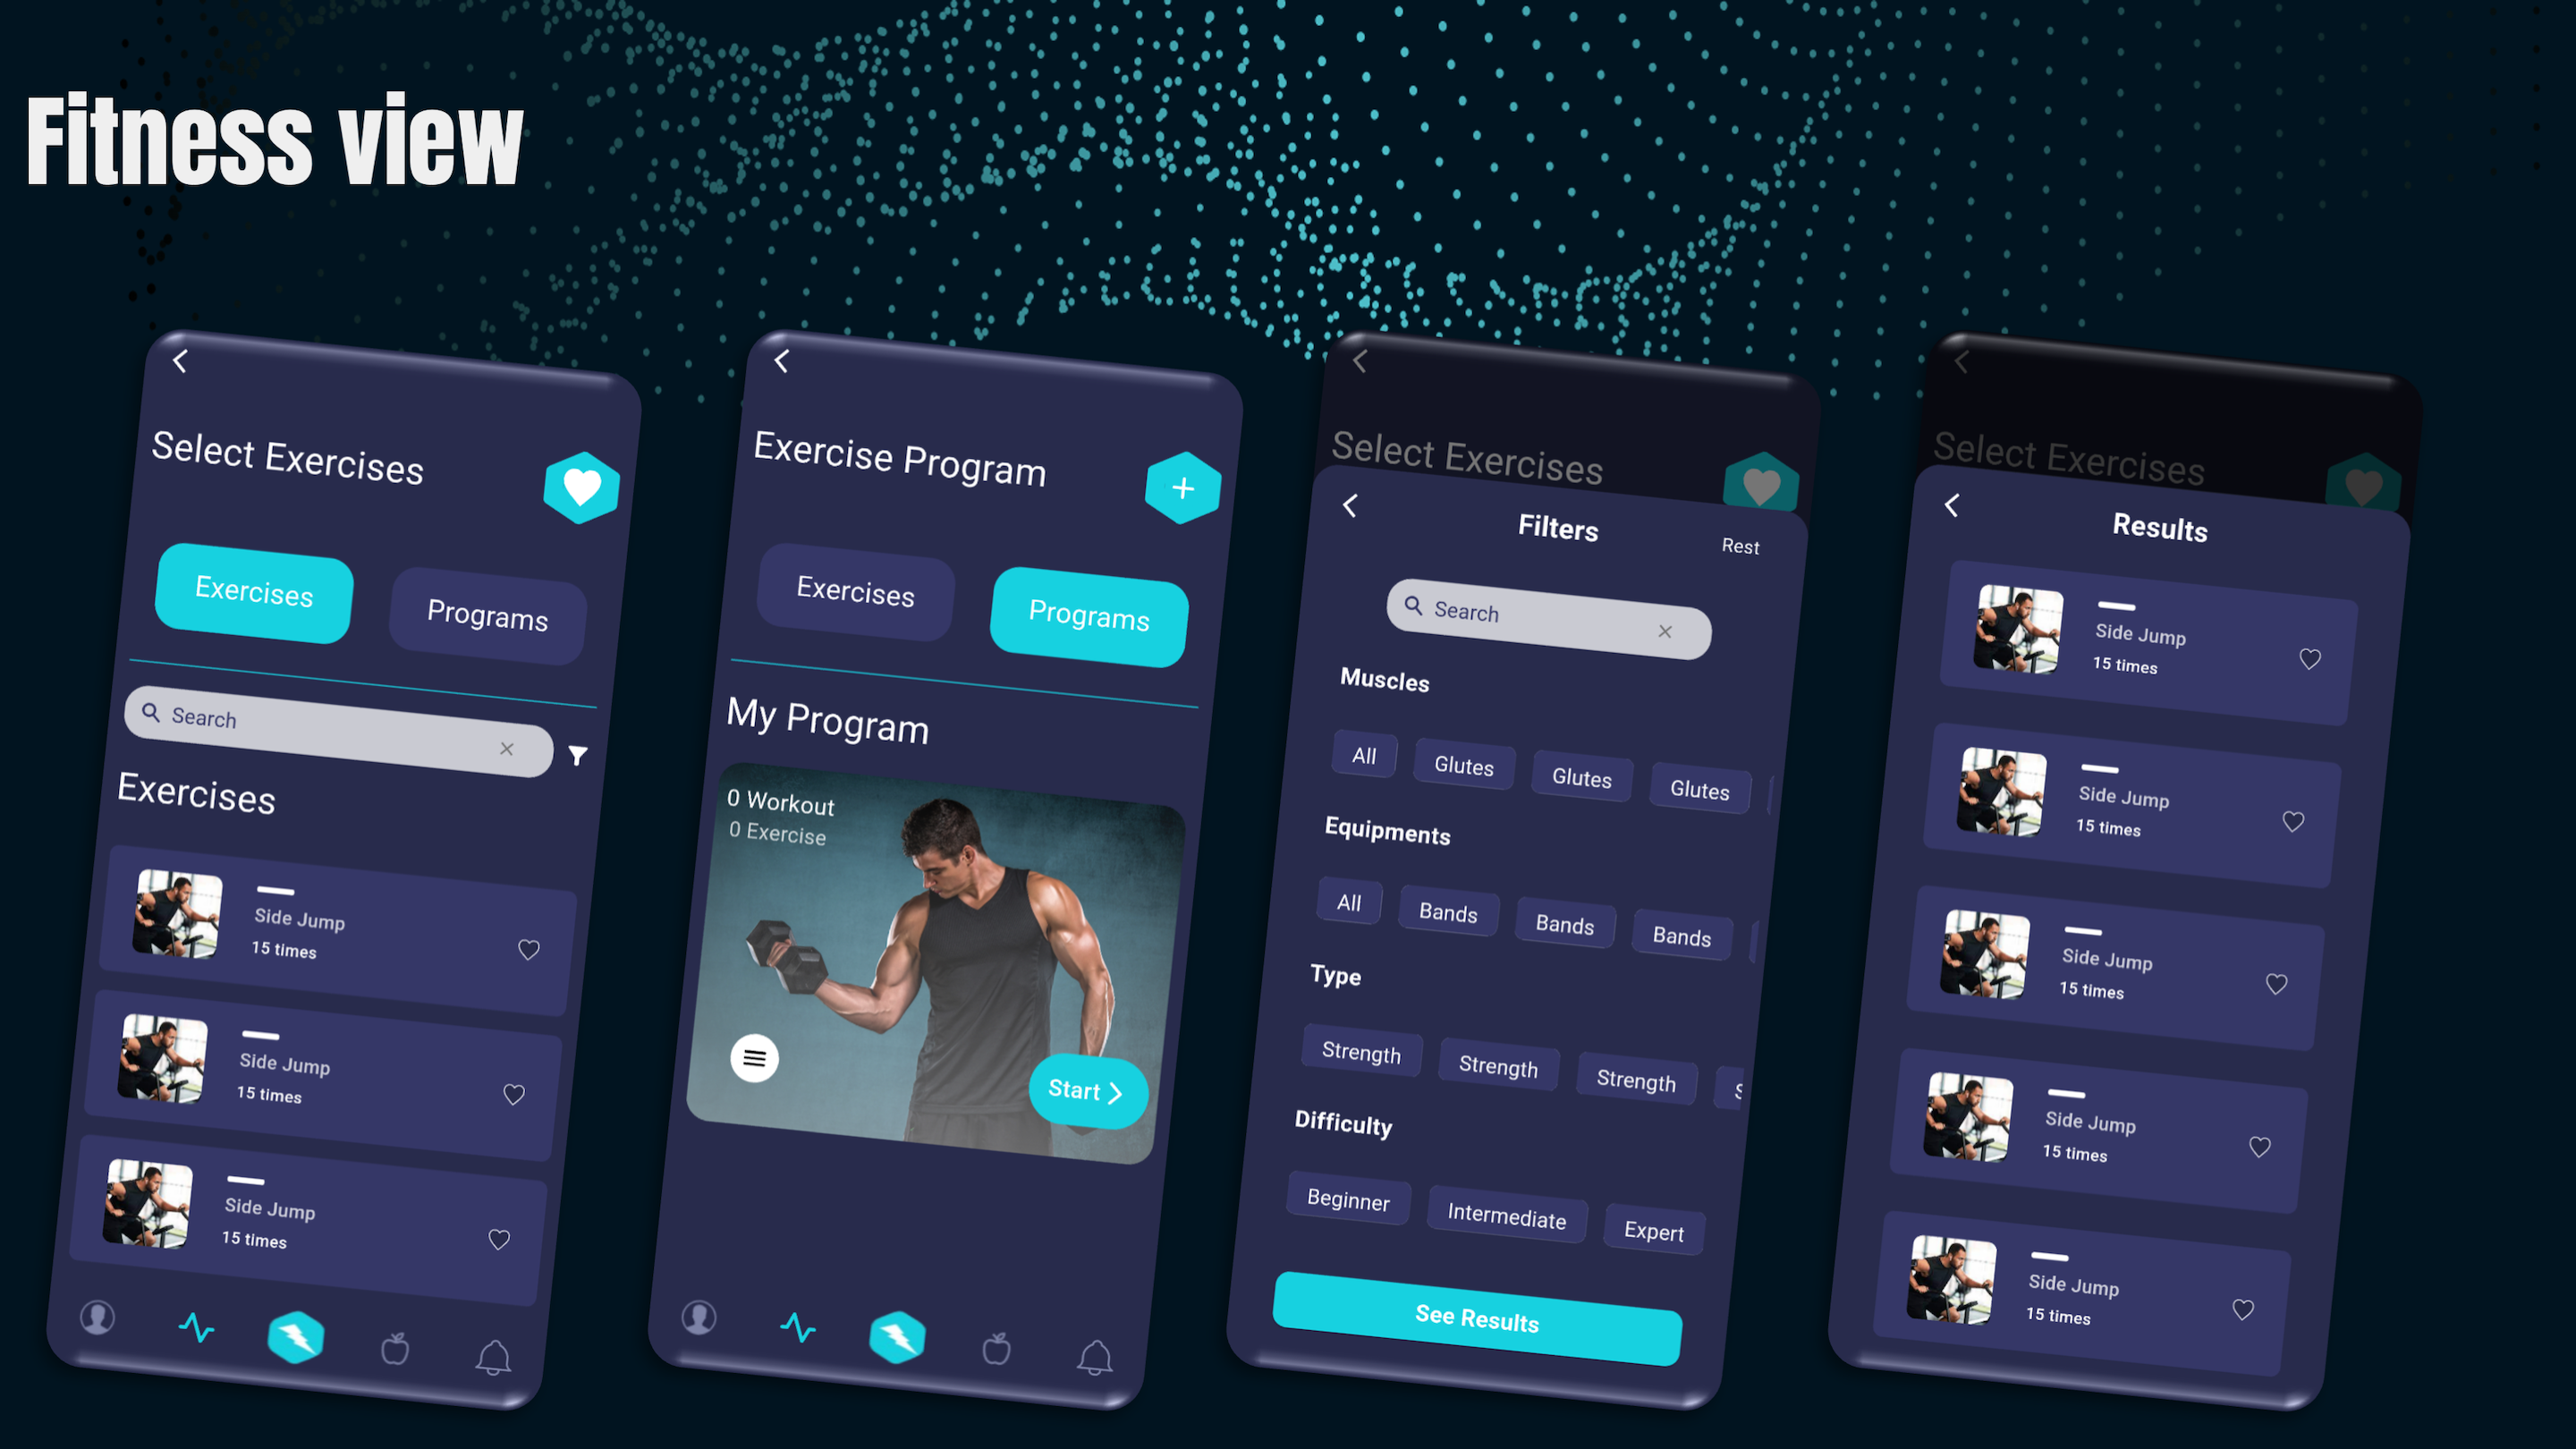 Fitness view
Select Exercises
Exercises
Programs
Search
Exercises
Side Jump
15 times
Side Jump
15 times
Side Jump
15 times
Exercise Program
Exercises
Programs
My Program
0 Workout
0 Exercise
Start
Select Exercises
Filters
Rest
Search
Muscles
All Glutes Glutes Glutes
Equipments
All Bands Bands Bands
Type
Strength Strength Strength S
Difficulty
Beginner Intermediate Expert
See Results
Select Exercises
Results
Side Jump
15 times
Side Jump
15 times
Side Jump
15 times
Side Jump
15 times
Side Jump
15 times